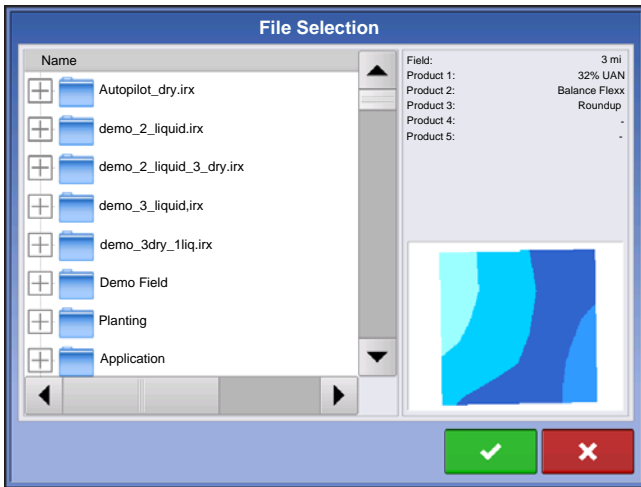 File Selection
Name
Autopilot_dry.irx
demo_2_liquid.irx
demo_2_liquid_3_dry.irx
demo_3_liquid,irx
demo_3dry_1liq.irx
Demo Field
Planting
Application
Field: 3 mi
Product 1: 32% UAN
Product 2: Balance Flexx
Product 3: Roundup
Product 4: -
Product 5: -